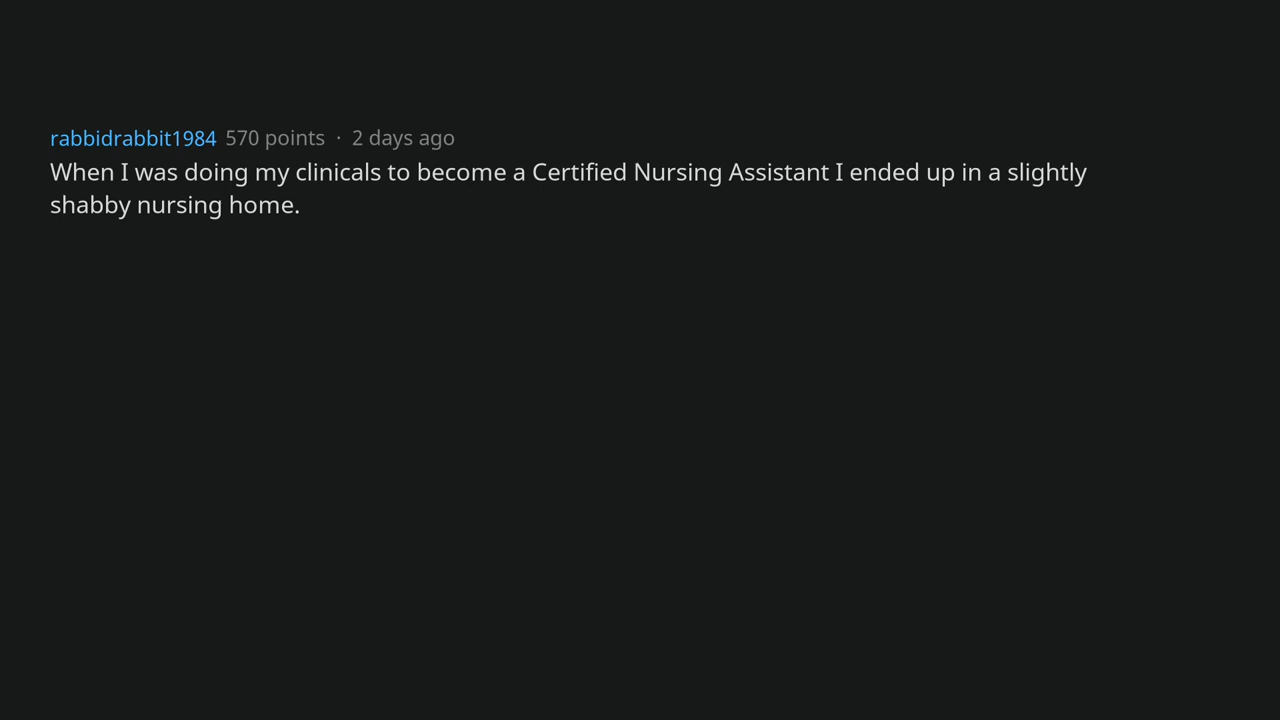 rabbidrabbit1984 570 points · 2 days ago
When I was doing my clinicals to become a Certified Nursing Assistant I ended up in a slightly
shabby nursing home.